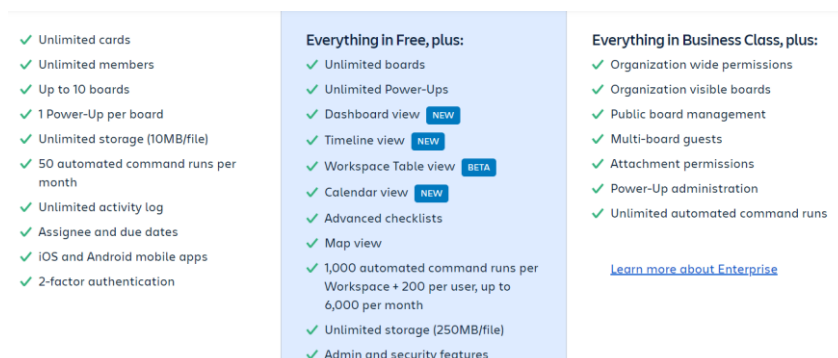 Unlimited cards
Unlimited members
Up to 10 boards
1 Power-Up per board
Unlimited storage (10MB/file)
50 automated command runs per
month
Unlimited activity log
Assignee and due dates
iOS and Android mobile apps
2-factor authentication
Everything in Free, plus:
Unlimited boards
Unlimited Power-Ups
Dashboard view NEW
Timeline view NEW
Workspace Table view BETA
Calendar view NEW
Advanced checklists
Map view
1,000 automated command runs per
Workspace + 200 per user, up to
6,000 per month
Unlimited storage (250MB/file)
Admin and security features
Everything in Business Class, plus:
Organization wide permissions
Organization visible boards
Public board management
Multi-board guests
Attachment permissions
Power-Up administration
Unlimited automated command runs
Learn more about Enterprise